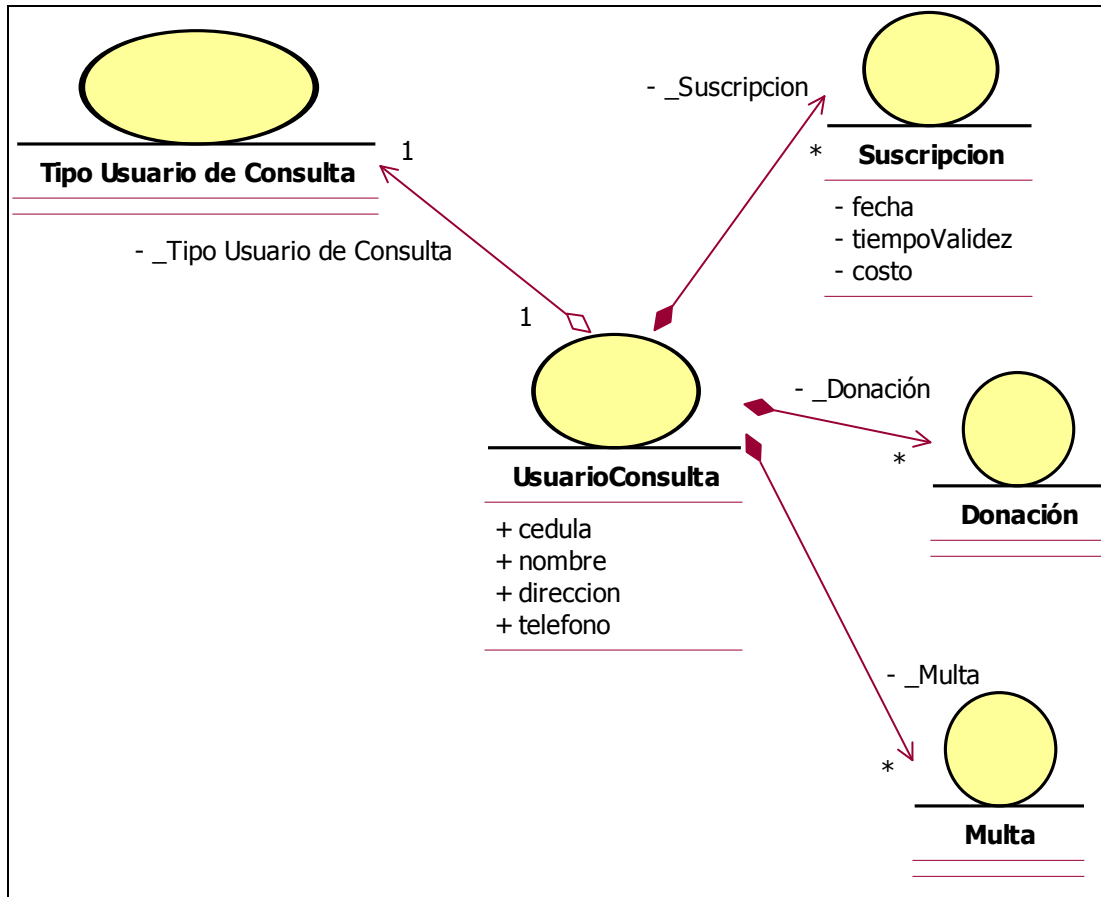 - _Suscripcion
1
*
Tipo Usuario de Consulta
Suscripcion
- fecha
- tiempoValidez
- costo
- _Tipo Usuario de Consulta
1
- _Donación
*
UsuarioConsulta
+ cedula
+ nombre
+ direccion
+ telefono
Donación
- _Multa
*
Multa